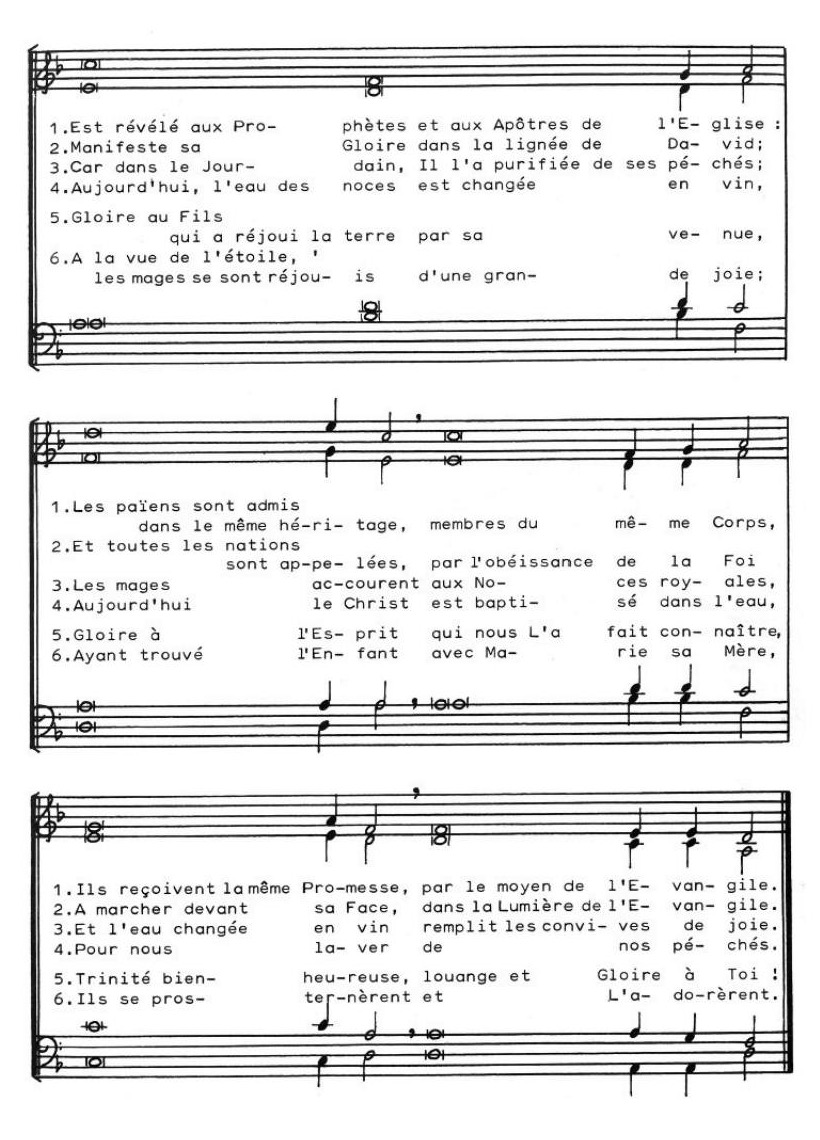 1.Est révélé aux Pro- phètes et aux Apôtres de l'E- glise :
2.Manifeste sa Gloire dans la lignée de Da- vid;
3.Car dans le Jour- dain, Il l'a purifiée de ses pé- chés;
4.Aujourd'hui, l'eau des noces est changée en vin,
5.Gloire au Fils
qui a réjoui la terre par sa ve- nue,
6.A la vue de l'étoile, '
les mages se sont réjou- is d'une gran- de joie;
1.Les païens sont admis
dans le même hé-ri- tage, membres du mê- me Corps,
2.Et toutes les nations
sont ap-pe- lées, par l'obéissance de la Foi
3.Les mages ac-courent aux No- ces roy- ales,
4.Aujourd'hui le Christ est bapti- sé dans l'eau,
5.Gloire à l'Es- prit qui nous L'a fait con- naître,
6.Ayant trouvé l'En- fant avec Ma- rie sa Mère,
1.Ils reçoivent la même Pro-messe, par le moyen de l'E- van- gile.
2.A marcher devant sa Face, dans la Lumière de l'E- van- gile.
3.Et l'eau changée en vin remplit les convi- ves de joie.
4.Pour nous la- ver de nos pé- chés.
5.Trinité bien- heu-reuse, louange et Gloire à Toi !
6.Ils se pros- ter-nèrent et L'a- do-rèrent.